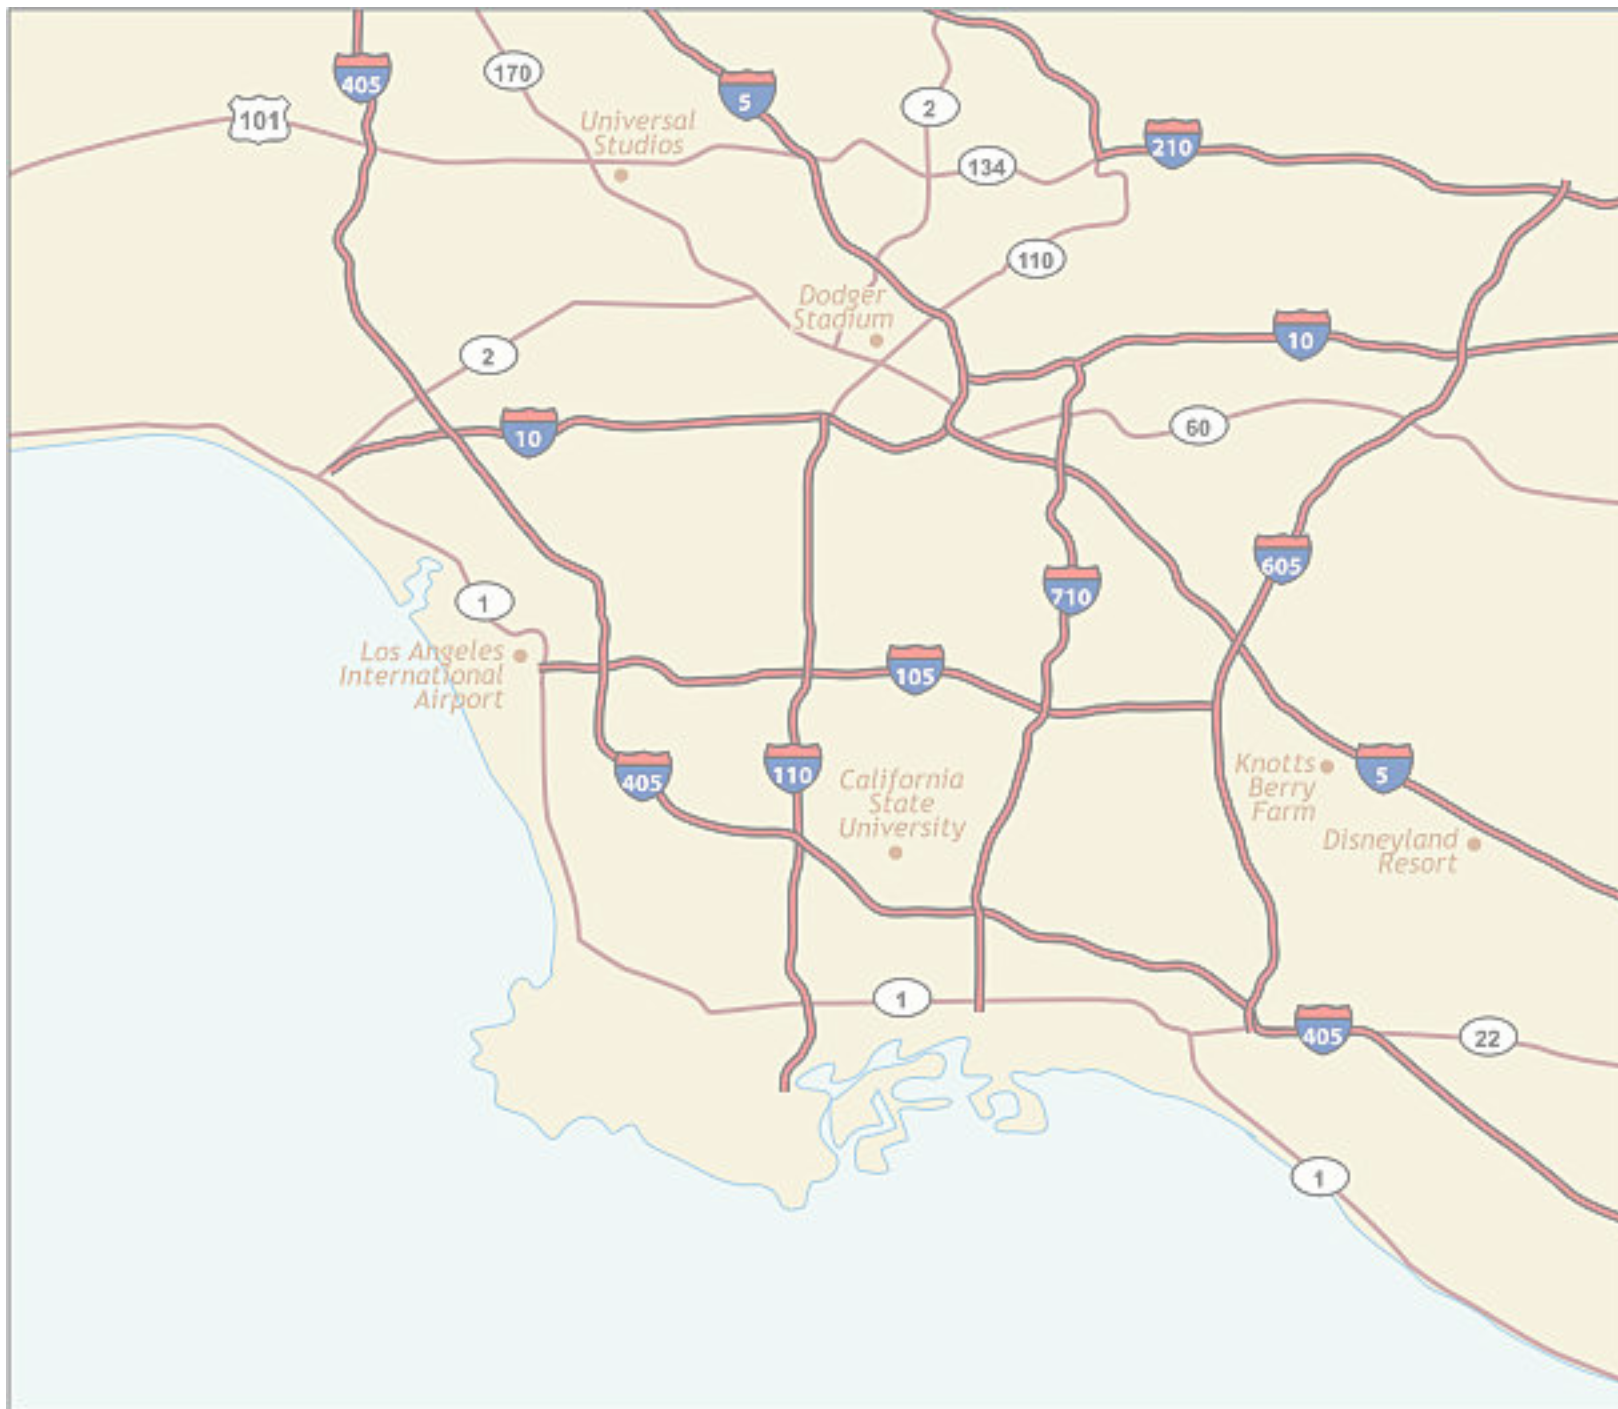 405
170
5
2
101
Universal
Studios
134
210
110
Dodger
Stadium
10
2
10
60
605
710
1
Los Angeles
International
Airport
105
405
110
California
State
University
Knotts
Berry
Farm
5
Disneyland
Resort
1
405
22
1